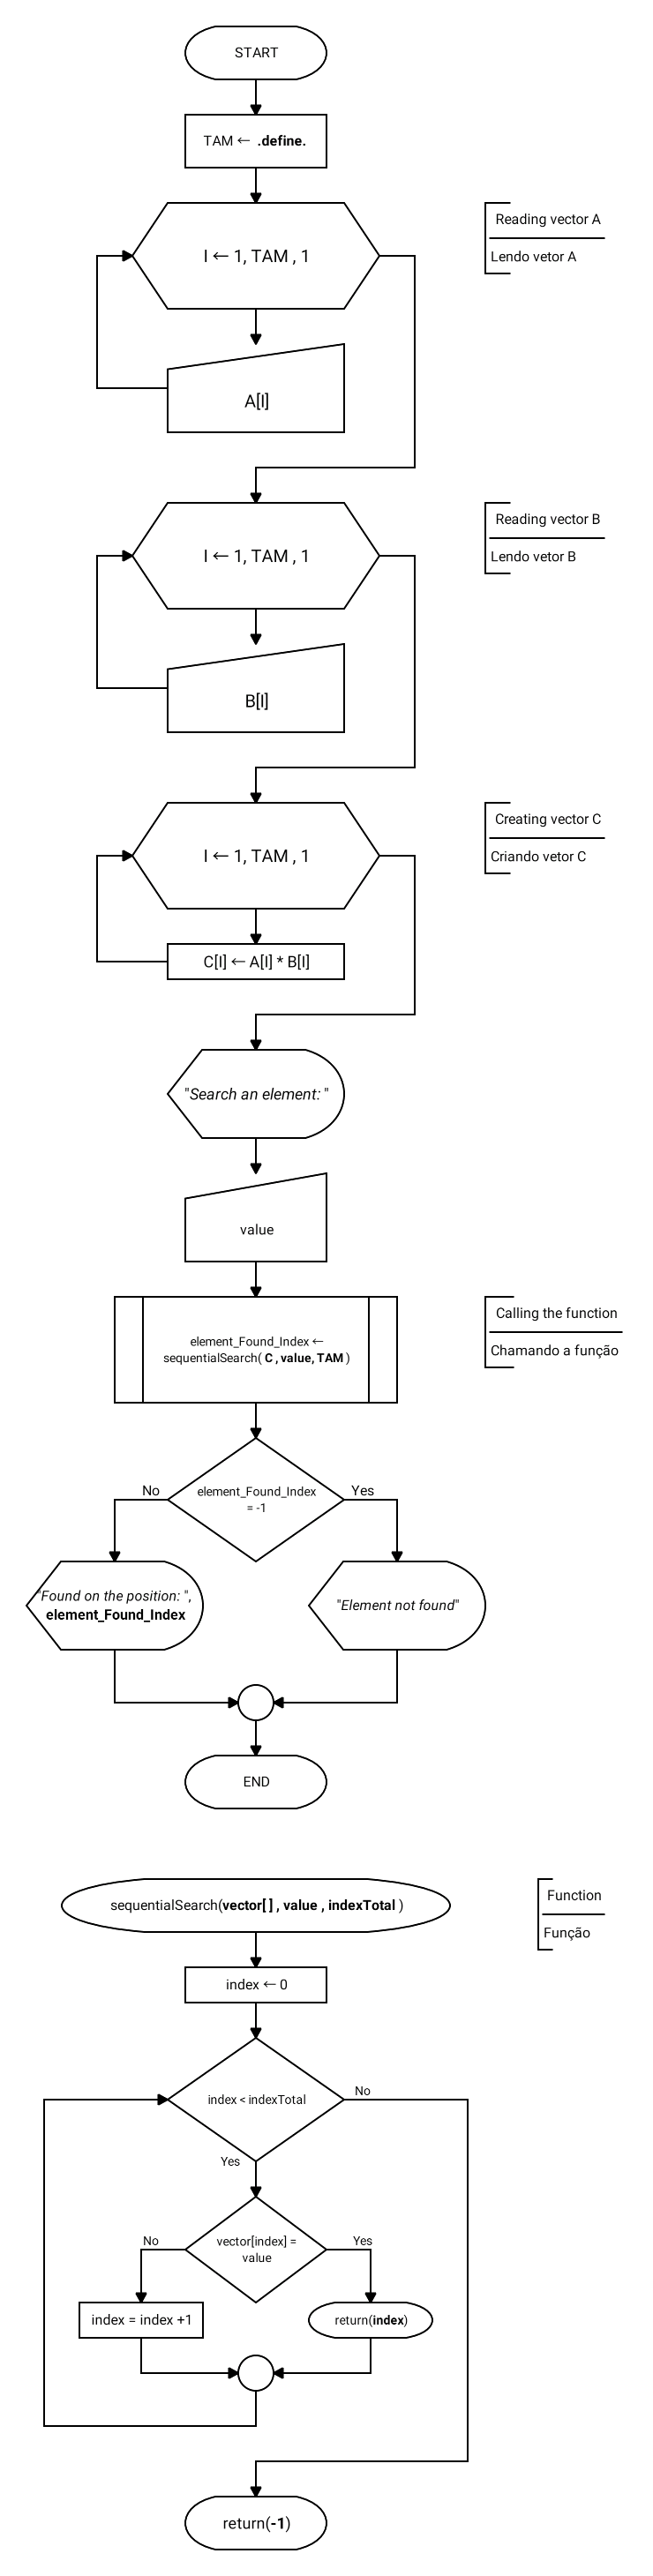 START
TAM ← .define.
I ← 1, TAM , 1
Reading vector A
Lendo vetor A
A[I]
I ← 1, TAM , 1
Reading vector B
Lendo vetor B
B[I]
I ← 1, TAM , 1
Creating vector C
Criando vetor C
C[I] ← A[I] * B[I]
"Search an element: "
value
element_Found_Index ←
sequentialSearch( C , value, TAM )
Calling the function
Chamando a função
element_Found_Index
= -1
No
Yes
"Found on the position: ",
element_Found_Index
"Element not found"
END
sequentialSearch(vector[ ] , value , indexTotal )
Function
Função
index ← 0
index < indexTotal
No
Yes
vector[index] =
value
No
Yes
index = index +1
return(index)
return(-1)